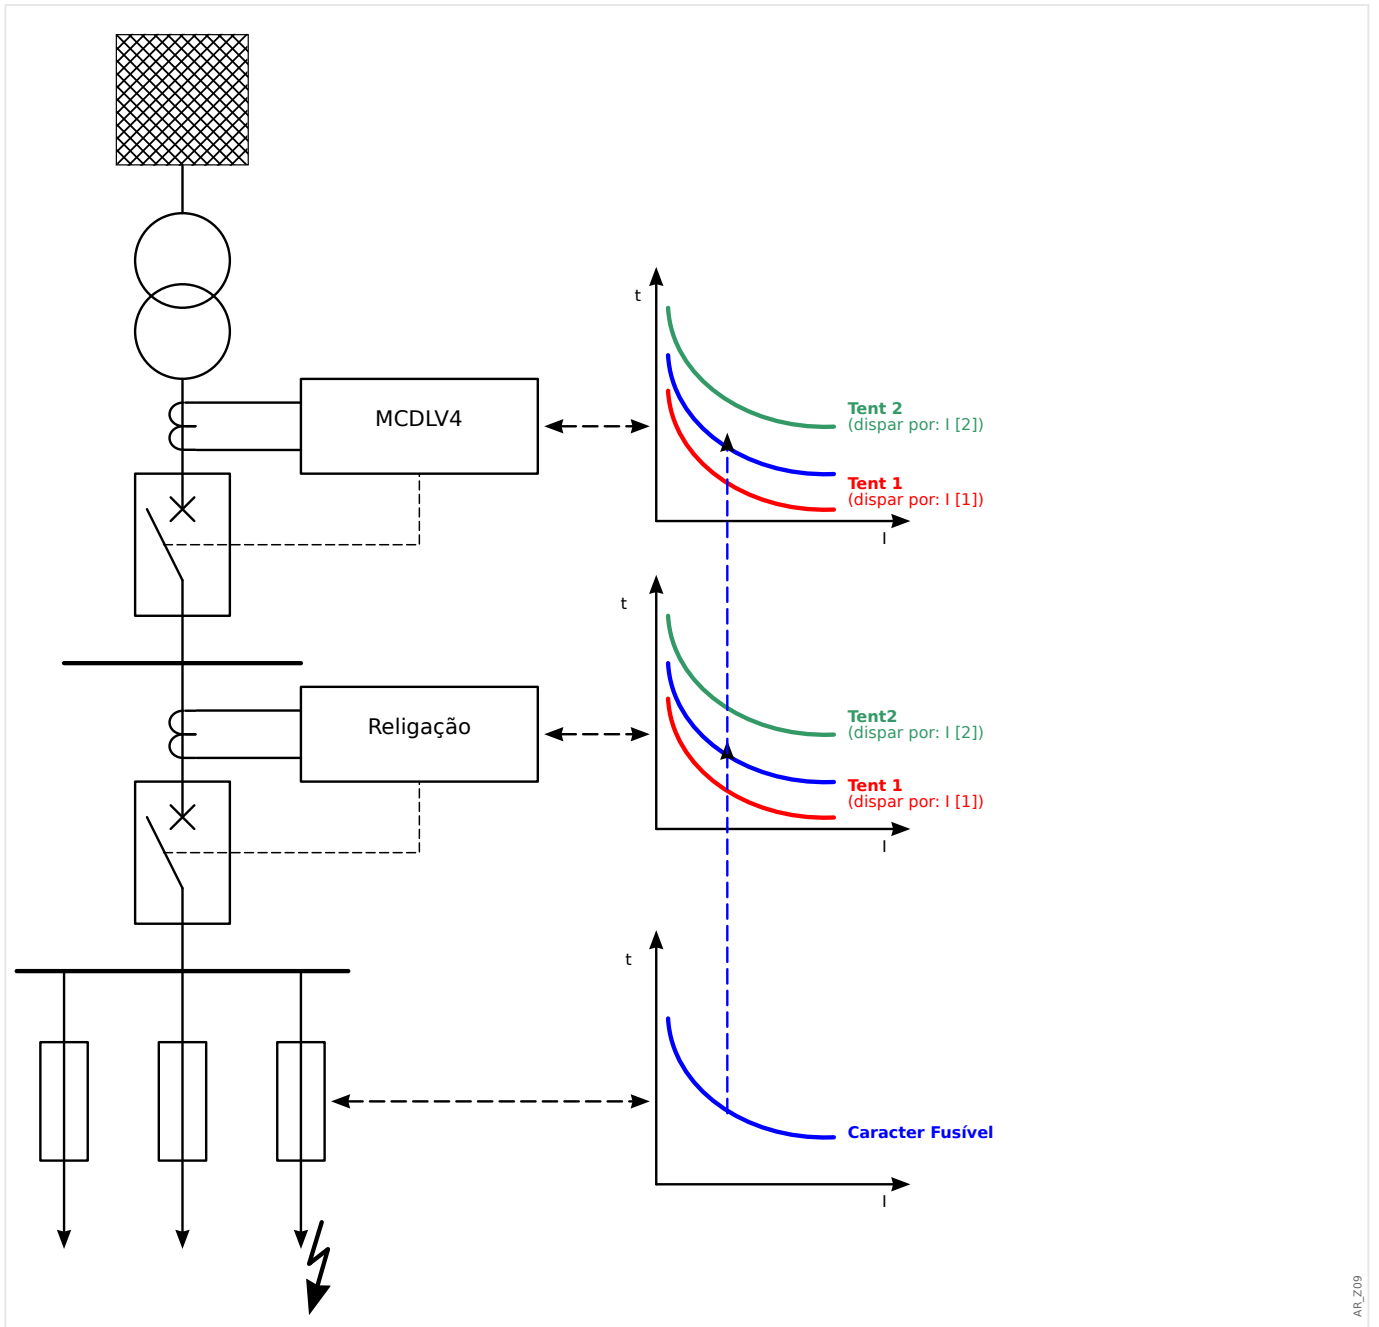 t
MCDLV4
Tent 2
(dispar por: I [2])
Tent 1
(dispar por: I [1])
I
t
Religação
Tent2
(dispar por: I [2])
Tent 1
(dispar por: I [1])
I
t
Caracter Fusível
I
AR_Z09